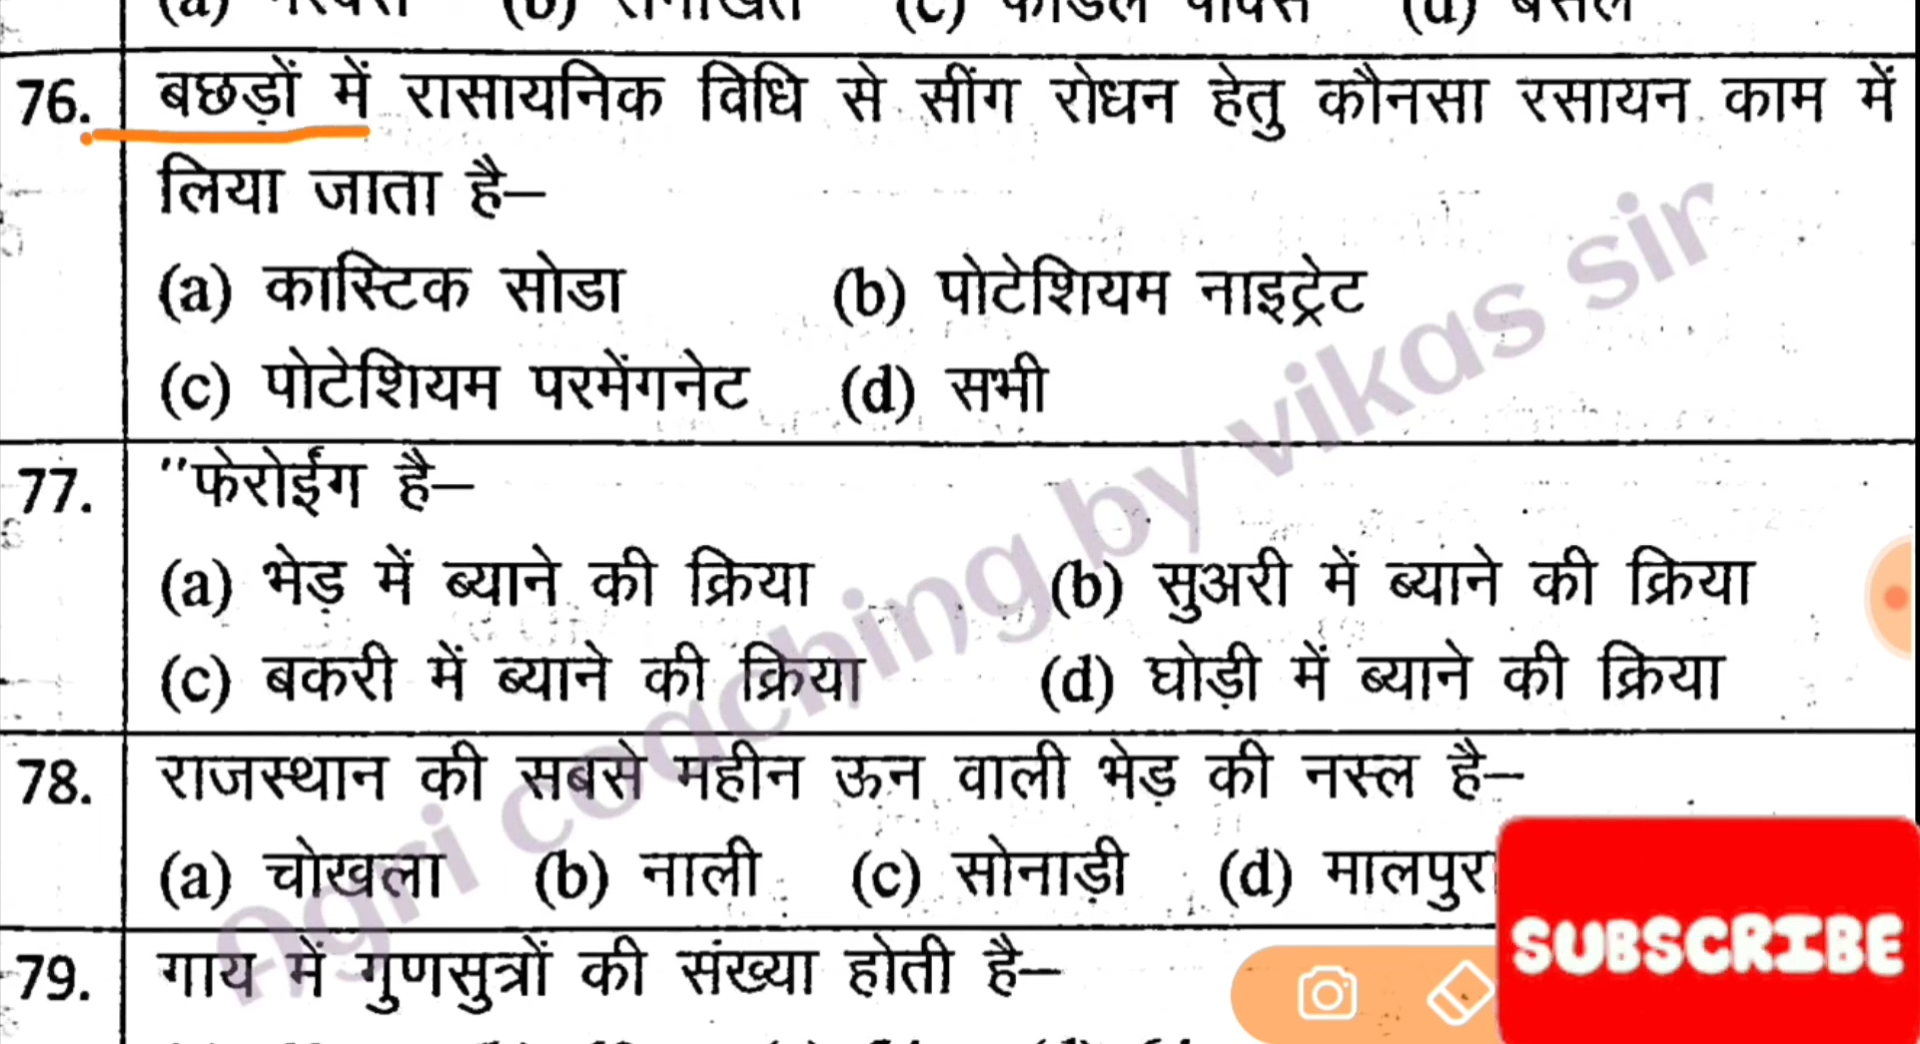 76. बछड़ों में रासायनिक विधि से सींग रोधन हेतु कौनसा रसायन काम में
लिया जाता है–
(a) कास्टिक सोडा (b) पोटेशियम नाइट्रेट
(c) पोटेशियम परमेंगनेट (d) सभी
77. "फेरोईंग है–
(a) भेड़ में ब्याने की क्रिया (b) सुअरी में ब्याने की क्रिया
(c) बकरी में ब्याने की क्रिया (d) घोड़ी में ब्याने की क्रिया
78. राजस्थान की सबसे महीन ऊन वाली भेड़ की नस्ल है–
(a) चोखला (b) नाली (c) सोनाड़ी (d) मालपुर
79. गाय में गुणसुत्रों की संख्या होती है–
Agri coaching by vikas sir
SUBSCRIBE